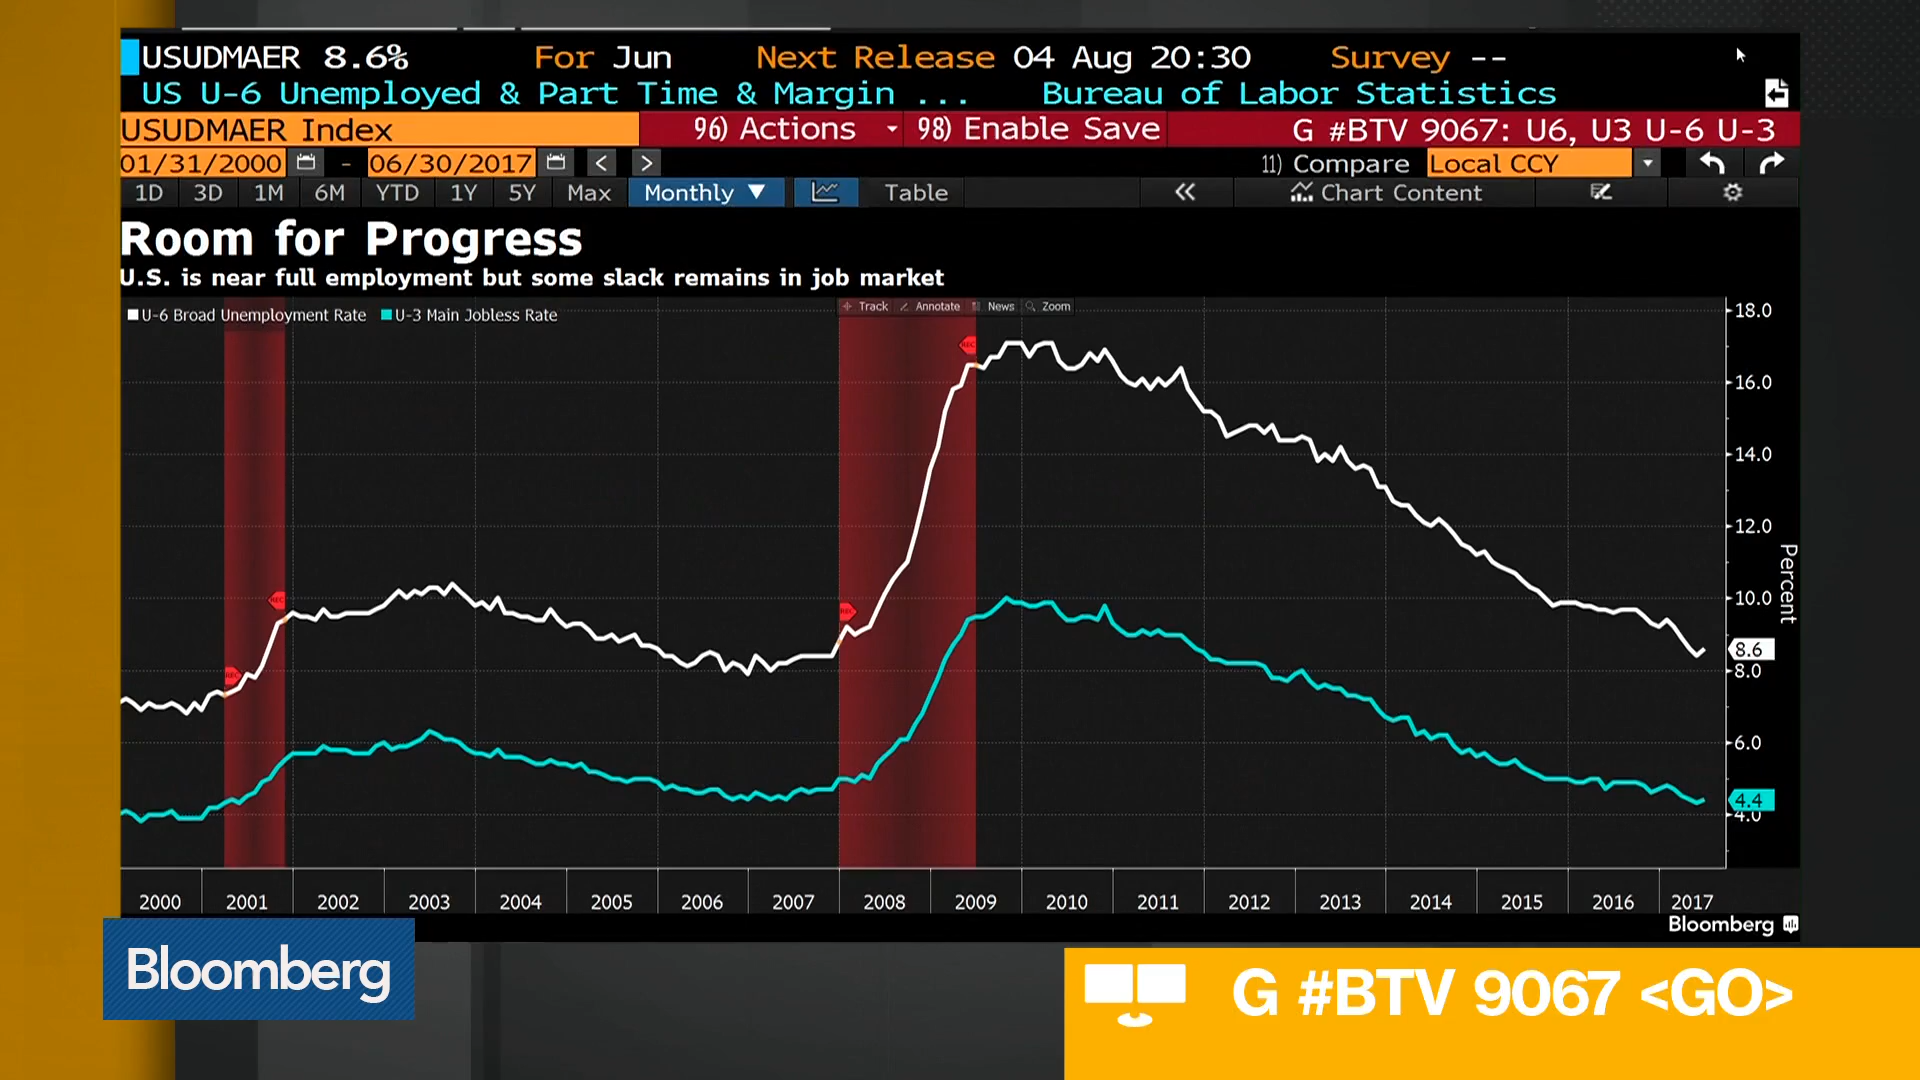 USUDMAER 8.6% For Jun Next Release 04 Aug 20:30 Survey --
US U-6 Unemployed & Part Time & Margin ... Bureau of Labor Statistics
USUDMAER Index 96) Actions 98) Enable Save G #BTV 9067: U6, U3 U-6 U-3
01/31/2000 - 06/30/2017 < > 11) Compare Local CCY
1D 3D 1M 6M YTD 1Y 5Y Max Monthly ▼ Table « Chart Content
Room for Progress
U.S. is near full employment but some slack remains in job market
Track Annotate News Zoom
U-6 Broad Unemployment Rate U-3 Main Jobless Rate
18.0
REC
16.0
14.0
12.0
Percent
10.0
REC
REC
8.6
REC
8.0
6.0
4.4
4.0
2000 2001 2002 2003 2004 2005 2006 2007 2008 2009 2010 2011 2012 2013 2014 2015 2016 2017
Bloomberg
Bloomberg
G #BTV 9067 <GO>